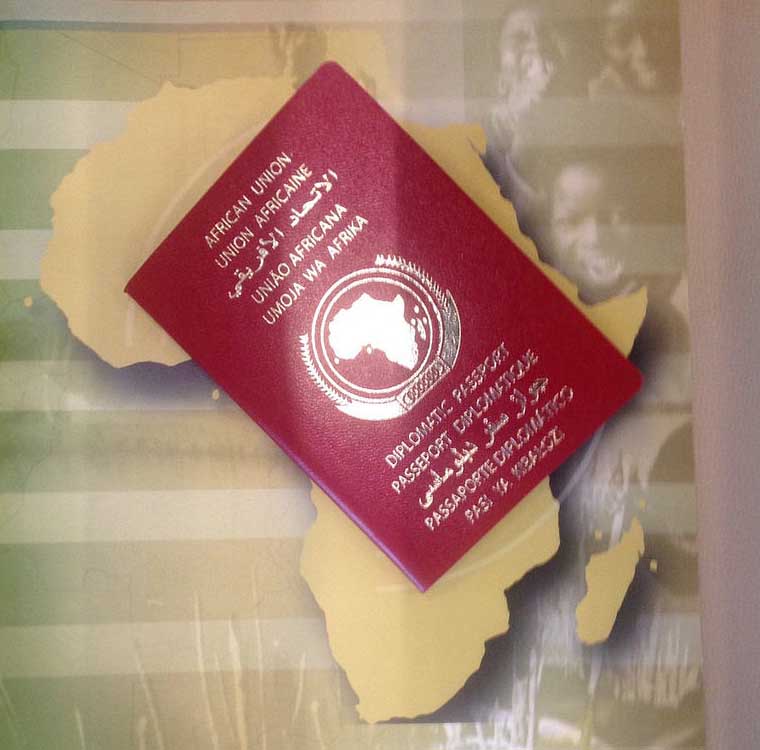 AFRICAN UNION
UNION AFRICAINE
الاتحاد الأفريقي
UNIÃO AFRICANA
UMOJA WA AFRIKA
DIPLOMATIC PASSPORT
PASSEPORT DIPLOMATIQUE
جواز سفر دبلوماسي
PASSAPORTE DIPLOMÁTICO
PASI YA KIBALOZI